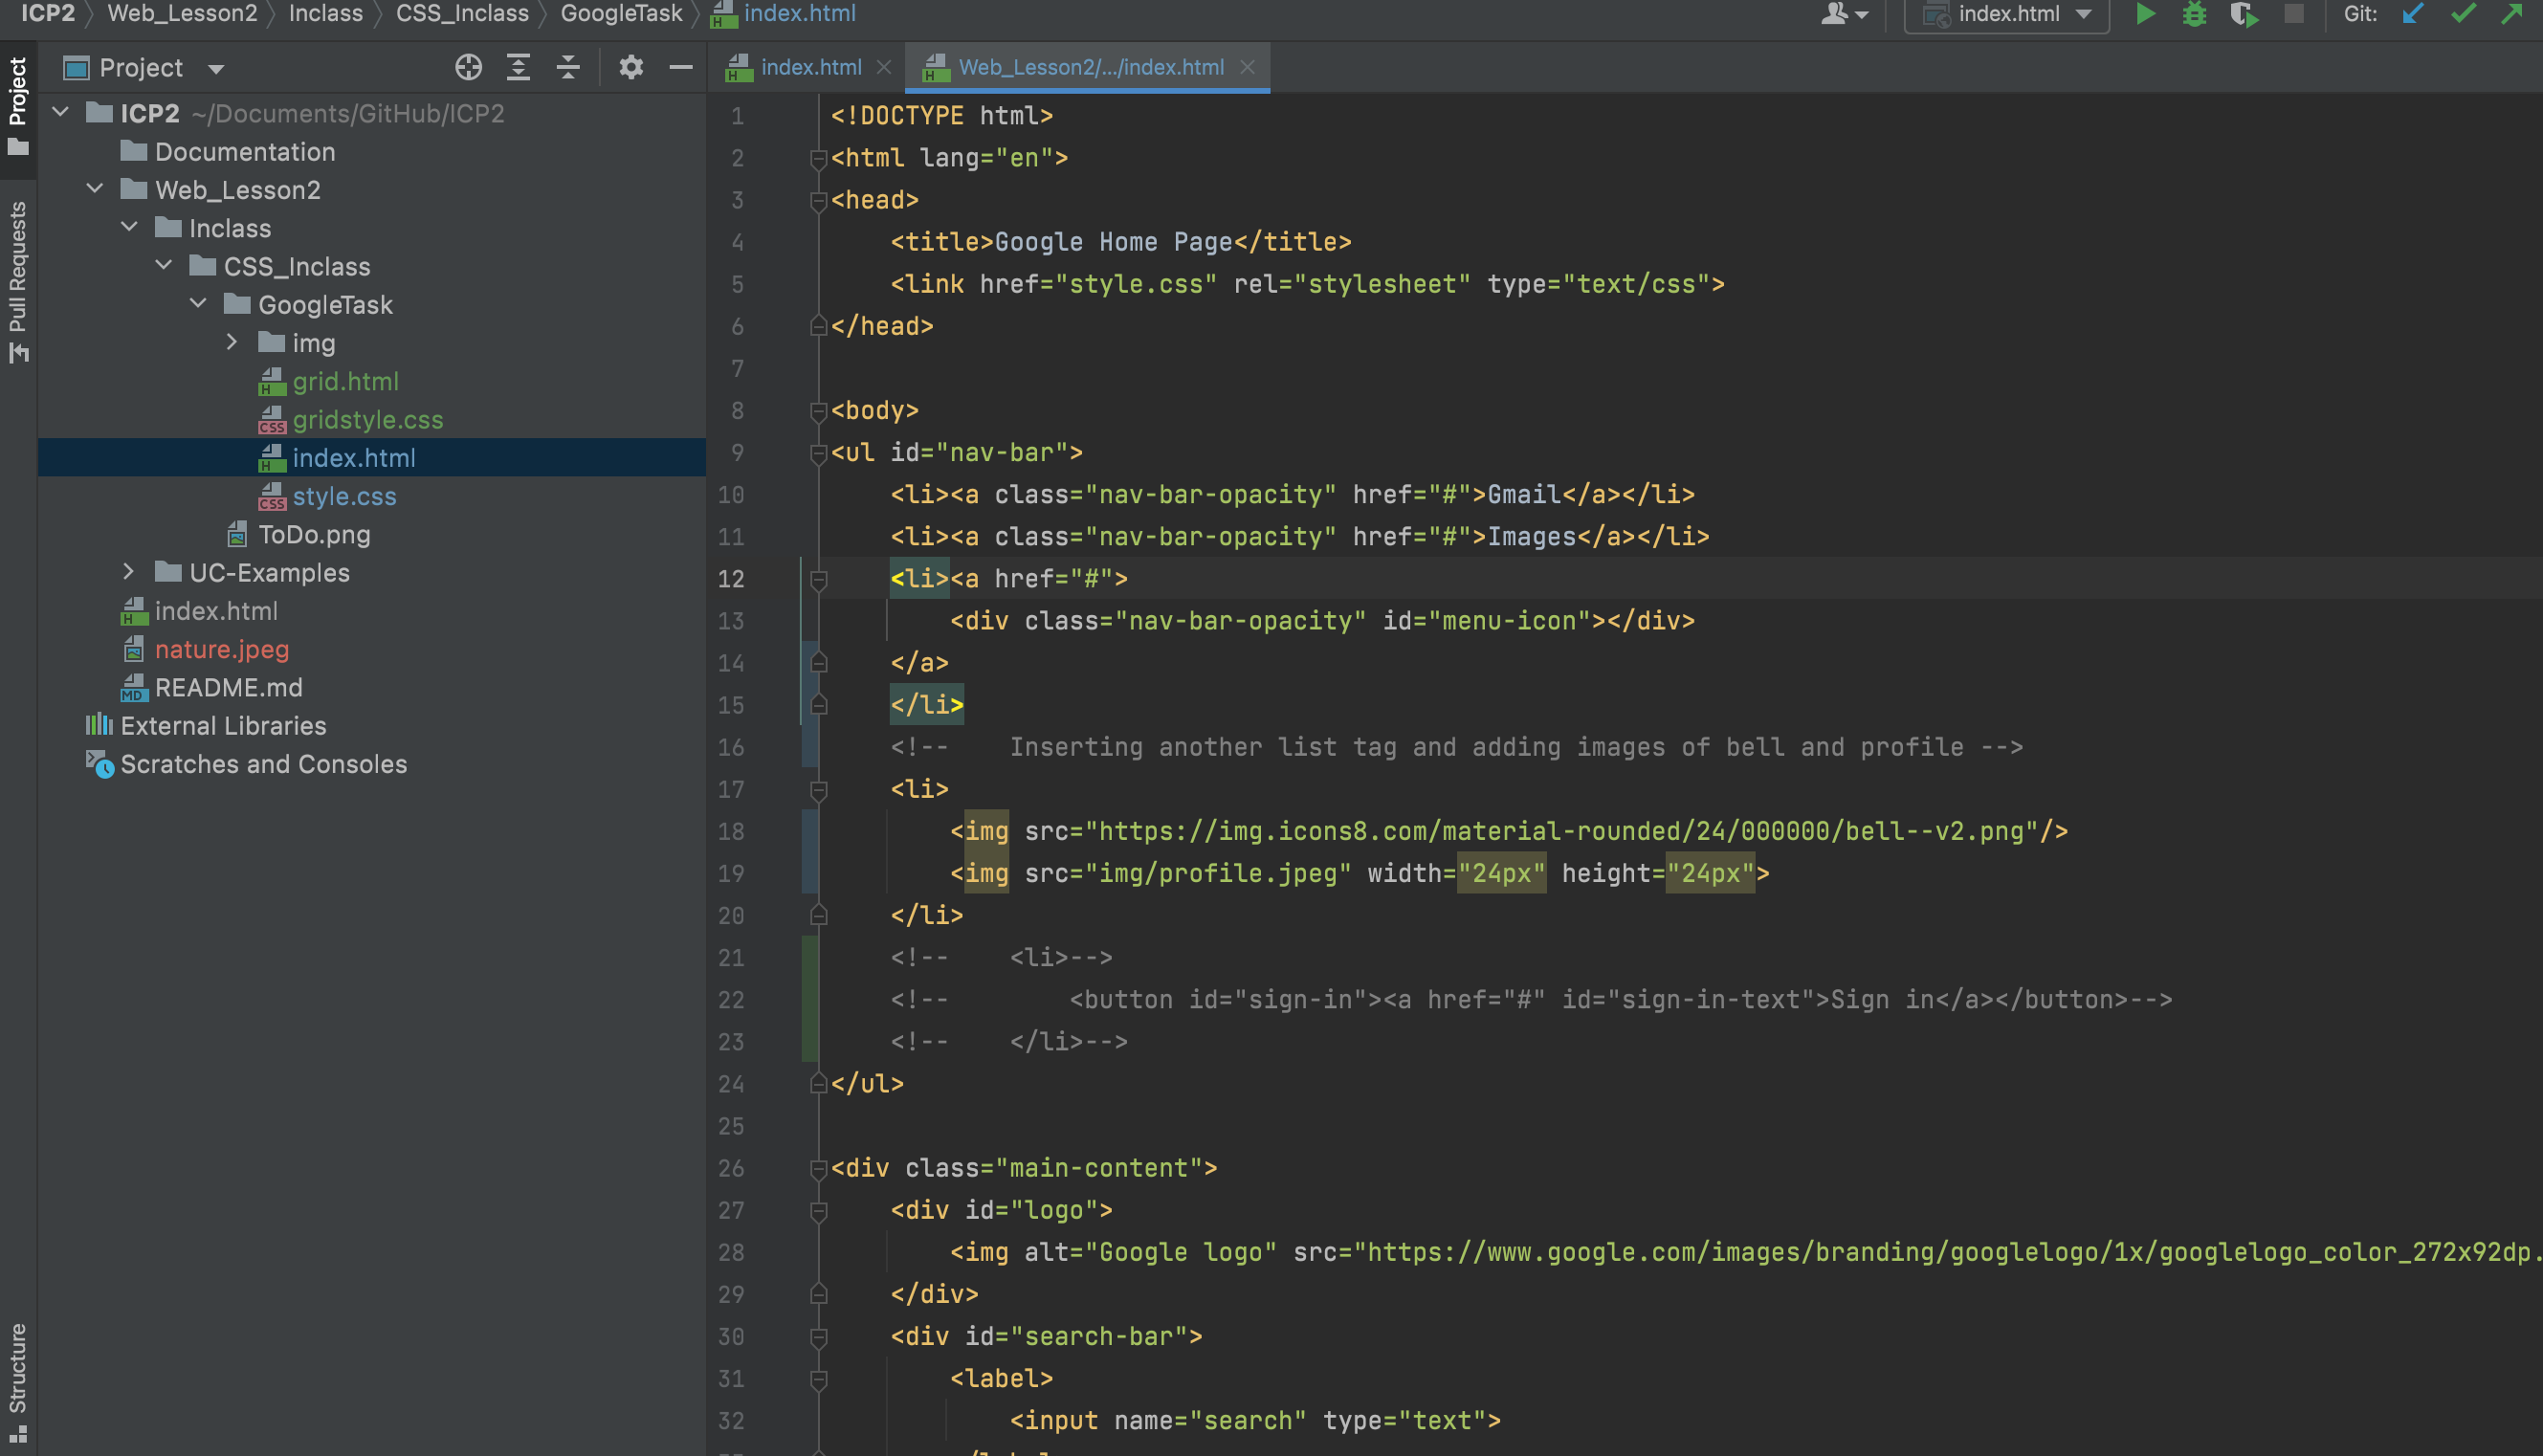 ICP2 Web_Lesson2 Inclass CSS_Inclass GoogleTask index.html
index.html Git:
Project
Pull Requests
Structure
Project
ICP2 ~/Documents/GitHub/ICP2
Documentation
Web_Lesson2
Inclass
CSS_Inclass
GoogleTask
img
grid.html
gridstyle.css
index.html
style.css
ToDo.png
UC-Examples
index.html
nature.jpeg
README.md
External Libraries
Scratches and Consoles
index.html Web_Lesson2/.../index.html
1 <!DOCTYPE html>
2 <html lang="en">
3 <head>
4 <title>Google Home Page</title>
5 <link href="style.css" rel="stylesheet" type="text/css">
6 </head>
7
8 <body>
9 <ul id="nav-bar">
10 <li><a class="nav-bar-opacity" href="#">Gmail</a></li>
11 <li><a class="nav-bar-opacity" href="#">Images</a></li>
12 <li><a href="#">
13 <div class="nav-bar-opacity" id="menu-icon"></div>
14 </a>
15 </li>
16 <!-- Inserting another list tag and adding images of bell and profile -->
17 <li>
18 <img src="https://img.icons8.com/material-rounded/24/000000/bell--v2.png"/>
19 <img src="img/profile.jpeg" width="24px" height="24px">
20 </li>
21 <!-- <li>-->
22 <!-- <button id="sign-in"><a href="#" id="sign-in-text">Sign in</a></button>-->
23 <!-- </li>-->
24 </ul>
25
26 <div class="main-content">
27 <div id="logo">
28 <img alt="Google logo" src="https://www.google.com/images/branding/googlelogo/1x/googlelogo_color_272x92dp.
29 </div>
30 <div id="search-bar">
31 <label>
32 <input name="search" type="text">